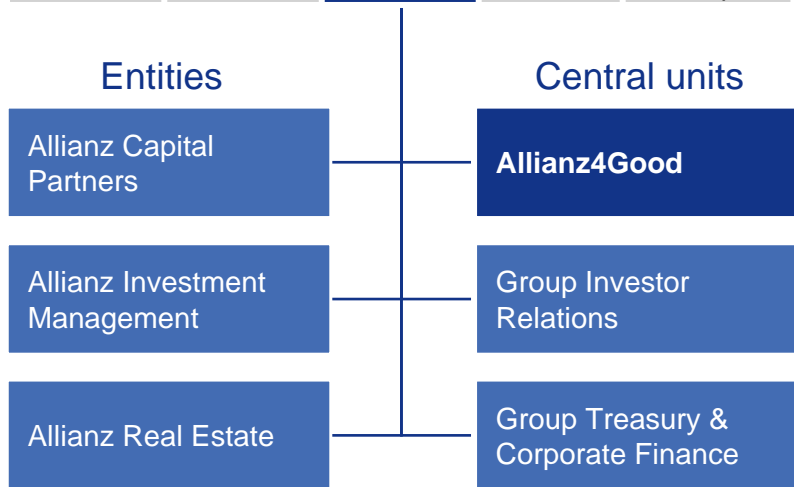 Entities
Central units
Allianz Capital
Partners
Allianz4Good
Allianz Investment
Management
Group Investor
Relations
Allianz Real Estate
Group Treasury &
Corporate Finance